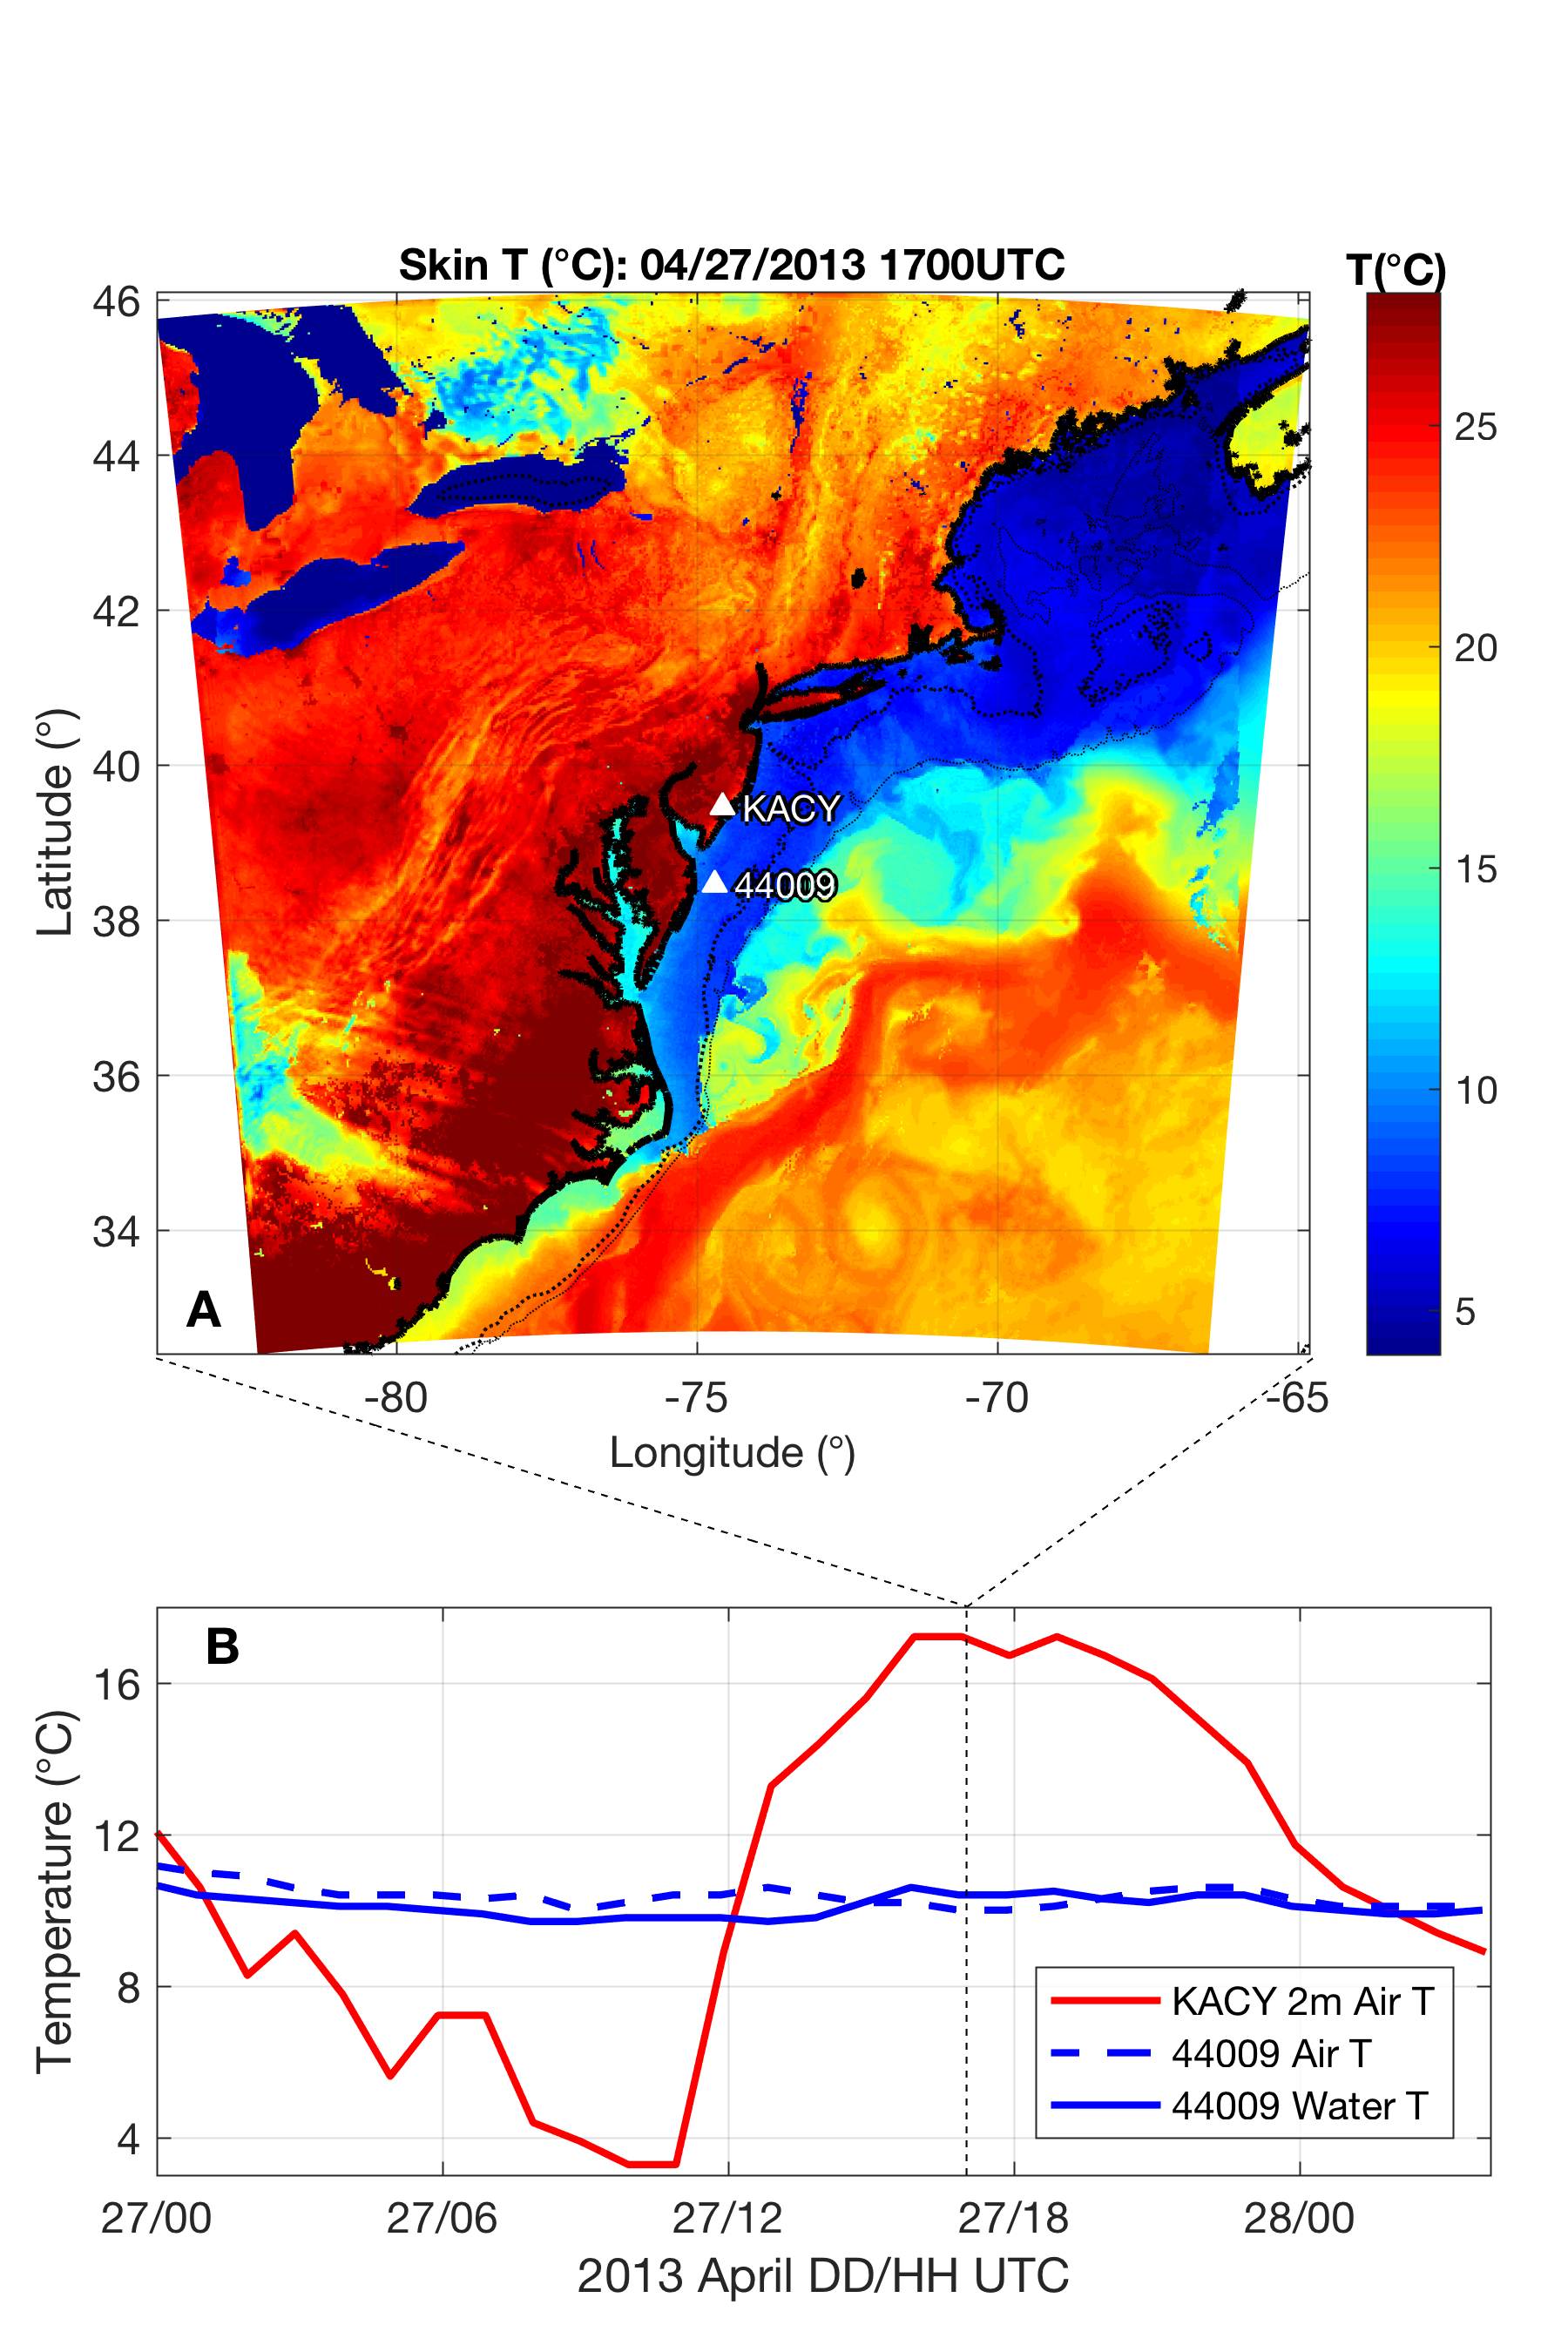 Skin T (°C): 04/27/2013 1700UTC
T(°C)
46
44
42
40
38
36
34
Latitude (°)
KACY
44009
A
25
20
15
10
5
-80
-75
-70
-65
Longitude (°)
B
16
12
8
4
Temperature (°C)
KACY 2m Air T
44009 Air T
44009 Water T
27/00
27/06
27/12
27/18
28/00
2013 April DD/HH UTC